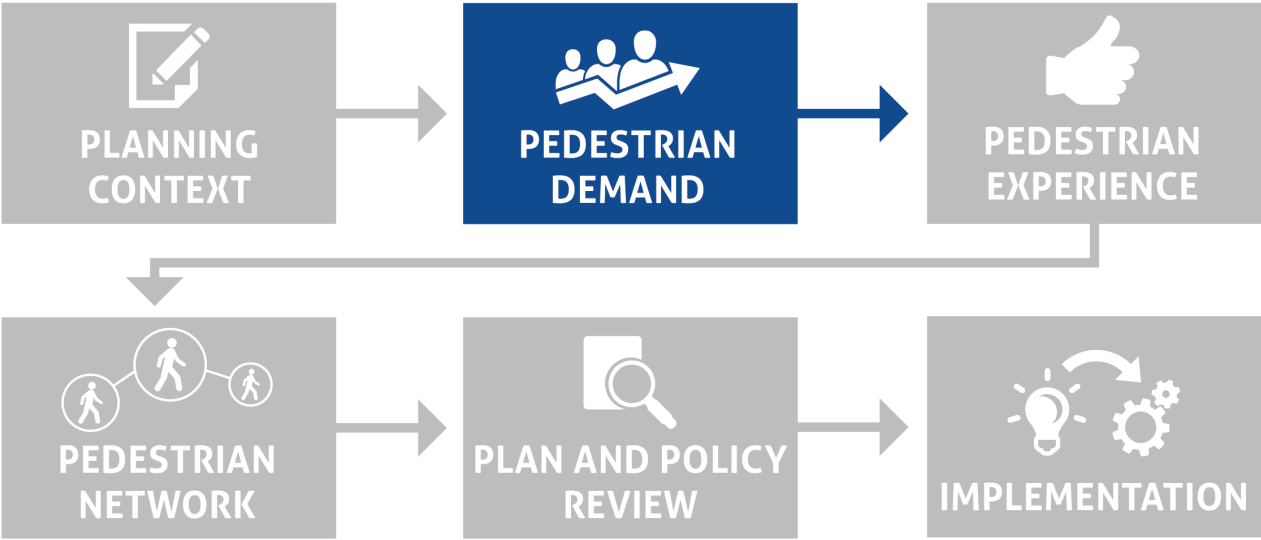 PLANNING
CONTEXT
PEDESTRIAN
DEMAND
PEDESTRIAN
EXPERIENCE
PEDESTRIAN
NETWORK
PLAN AND POLICY
REVIEW
IMPLEMENTATION